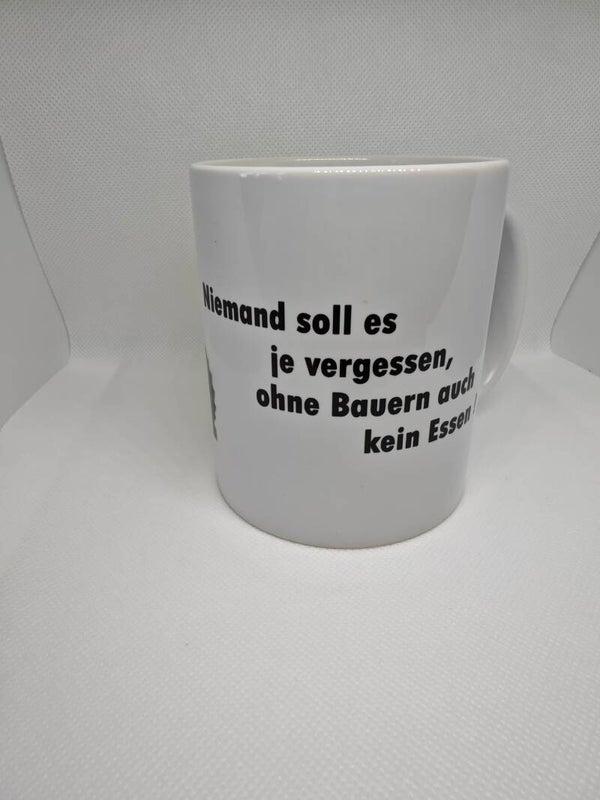 Niemand soll es
je vergessen,
ohne Bauern auch
kein Essen !